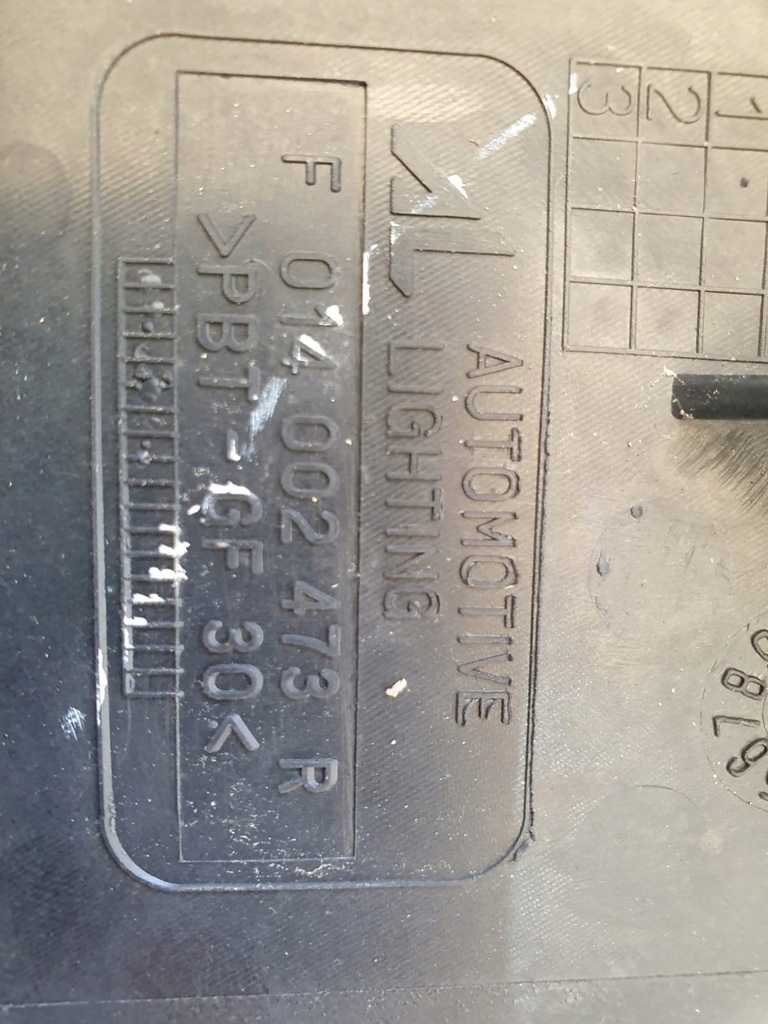 AL AUTOMOTIVE
LIGHTING
F 014 002 473 R
>PBT-GF 30<
1
2
3